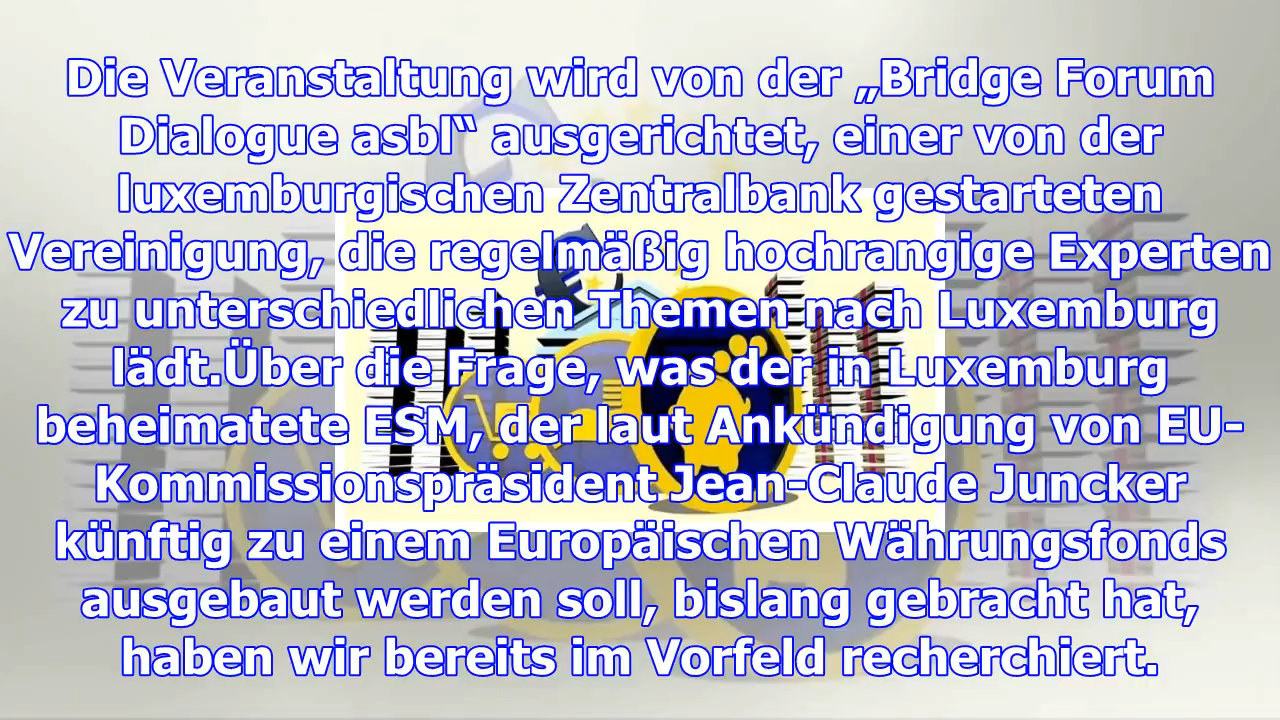 Die Veranstaltung wird von der „Bridge Forum
Dialogue asbl“ ausgerichtet, einer von der
luxemburgischen Zentralbank gestarteten
Vereinigung, die regelmäßig hochrangige Experten
zu unterschiedlichen Themen nach Luxemburg
lädt.Über die Frage, was der in Luxemburg
beheimatete ESM, der laut Ankündigung von EU-
Kommissionspräsident Jean-Claude Juncker
künftig zu einem Europäischen Währungsfonds
ausgebaut werden soll, bislang gebracht hat,
haben wir bereits im Vorfeld recherchiert.